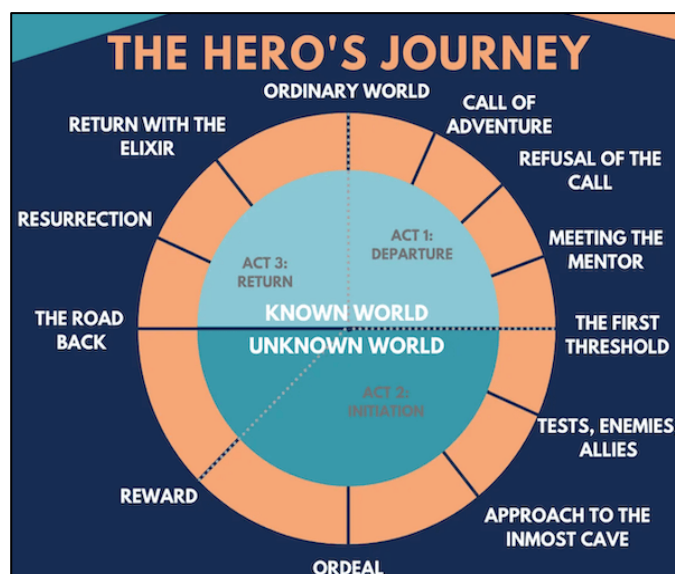 THE HERO'S JOURNEY
ORDINARY WORLD
CALL OF
ADVENTURE
REFUSAL OF THE
CALL
MEETING THE
MENTOR
THE FIRST
THRESHOLD
TESTS, ENEMIES
ALLIES
APPROACH TO THE
INMOST CAVE
ORDEAL
REWARD
THE ROAD
BACK
RESURRECTION
RETURN WITH THE
ELIXIR
ACT 1:
DEPARTURE
ACT 3:
RETURN
KNOWN WORLD
UNKNOWN WORLD
ACT 2:
INITIATION